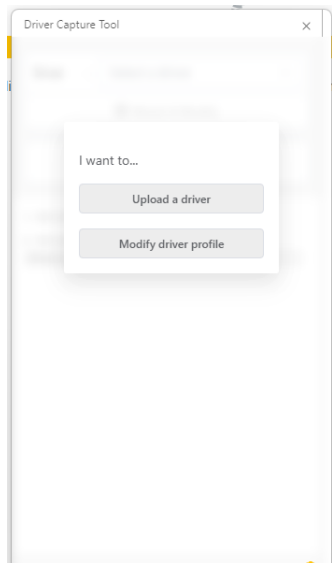 Driver Capture Tool
I want to...
Upload a driver
Modify driver profile